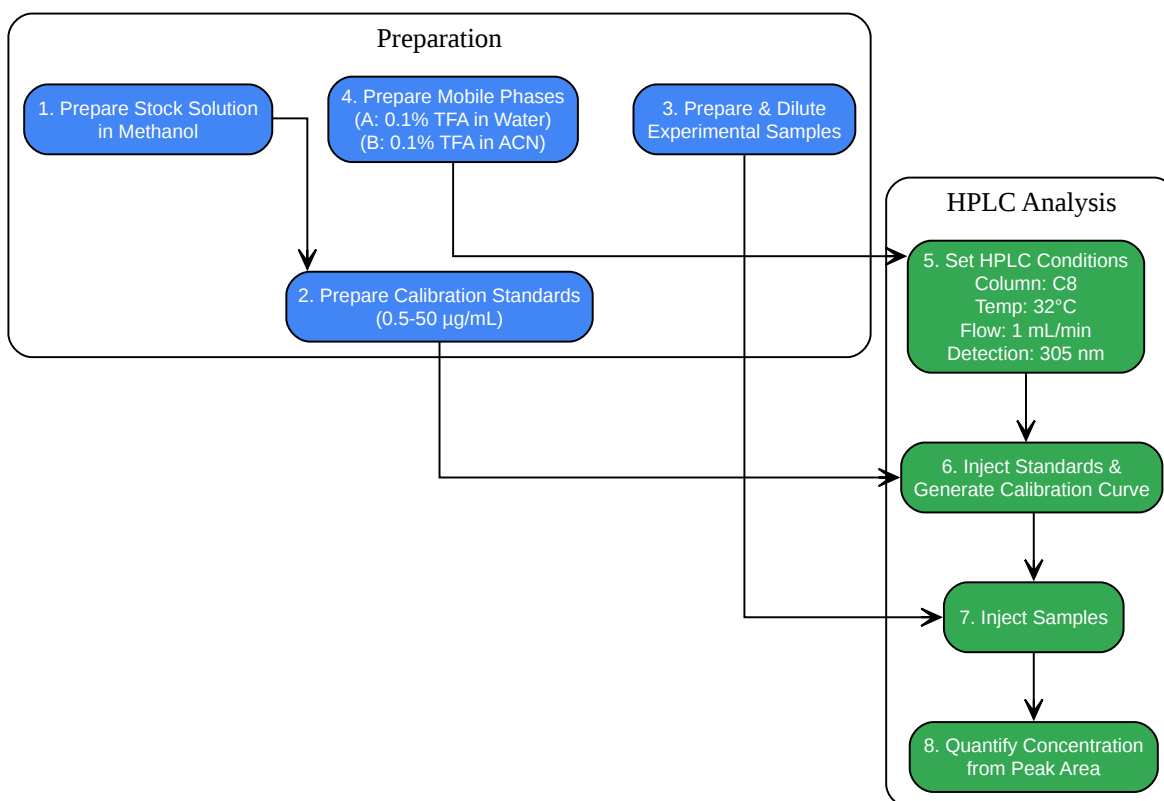 Preparation
1. Prepare Stock Solution
in Methanol
4. Prepare Mobile Phases
(A: 0.1% TFA in Water)
(B: 0.1% TFA in ACN)
3. Prepare & Dilute
Experimental Samples
2. Prepare Calibration Standards
(0.5-50 µg/mL)
HPLC Analysis
5. Set HPLC Conditions
Column: C8
Temp: 32°C
Flow: 1 mL/min
Detection: 305 nm
6. Inject Standards &
Generate Calibration Curve
7. Inject Samples
8. Quantify Concentration
from Peak Area